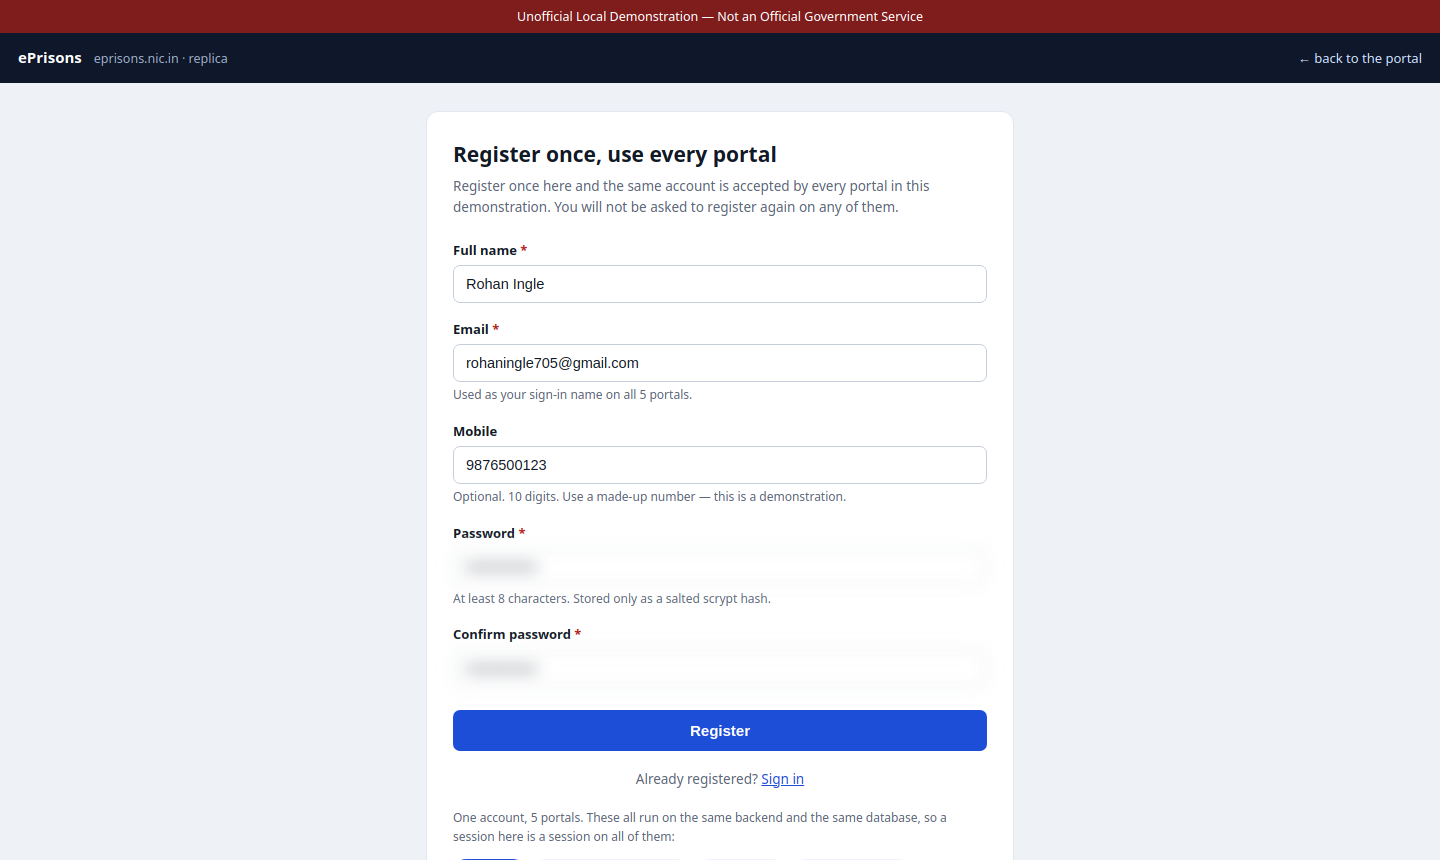 Unofficial Local Demonstration — Not an Official Government Service
ePrisons eprisons.nic.in · replica
← back to the portal
Register once, use every portal
Register once here and the same account is accepted by every portal in this
demonstration. You will not be asked to register again on any of them.
Full name *
Rohan Ingle
Email *
rohaningle705@gmail.com
Used as your sign-in name on all 5 portals.
Mobile
9876500123
Optional. 10 digits. Use a made-up number — this is a demonstration.
Password *
At least 8 characters. Stored only as a salted scrypt hash.
Confirm password *
Register
Already registered? Sign in
One account, 5 portals. These all run on the same backend and the same database, so a
session here is a session on all of them: